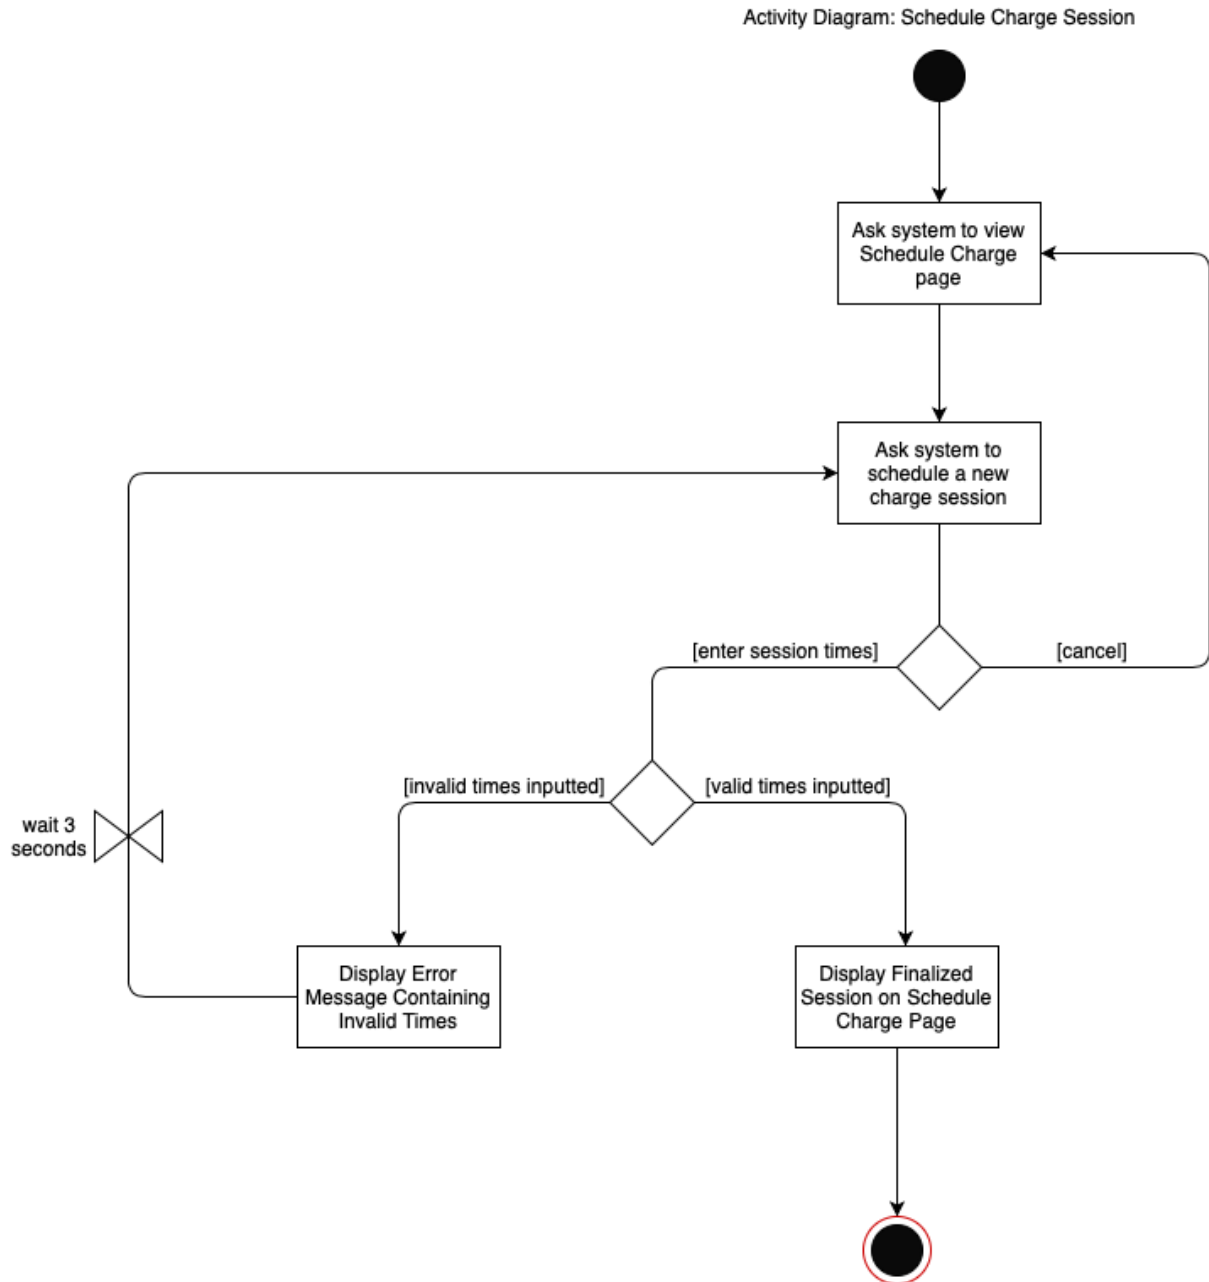 Activity Diagram: Schedule Charge Session
Ask system to view
Schedule Charge
page
Ask system to
schedule a new
charge session
[enter session times]
[cancel]
[invalid times inputted]
[valid times inputted]
wait 3
seconds
Display Error
Message Containing
Invalid Times
Display Finalized
Session on Schedule
Charge Page